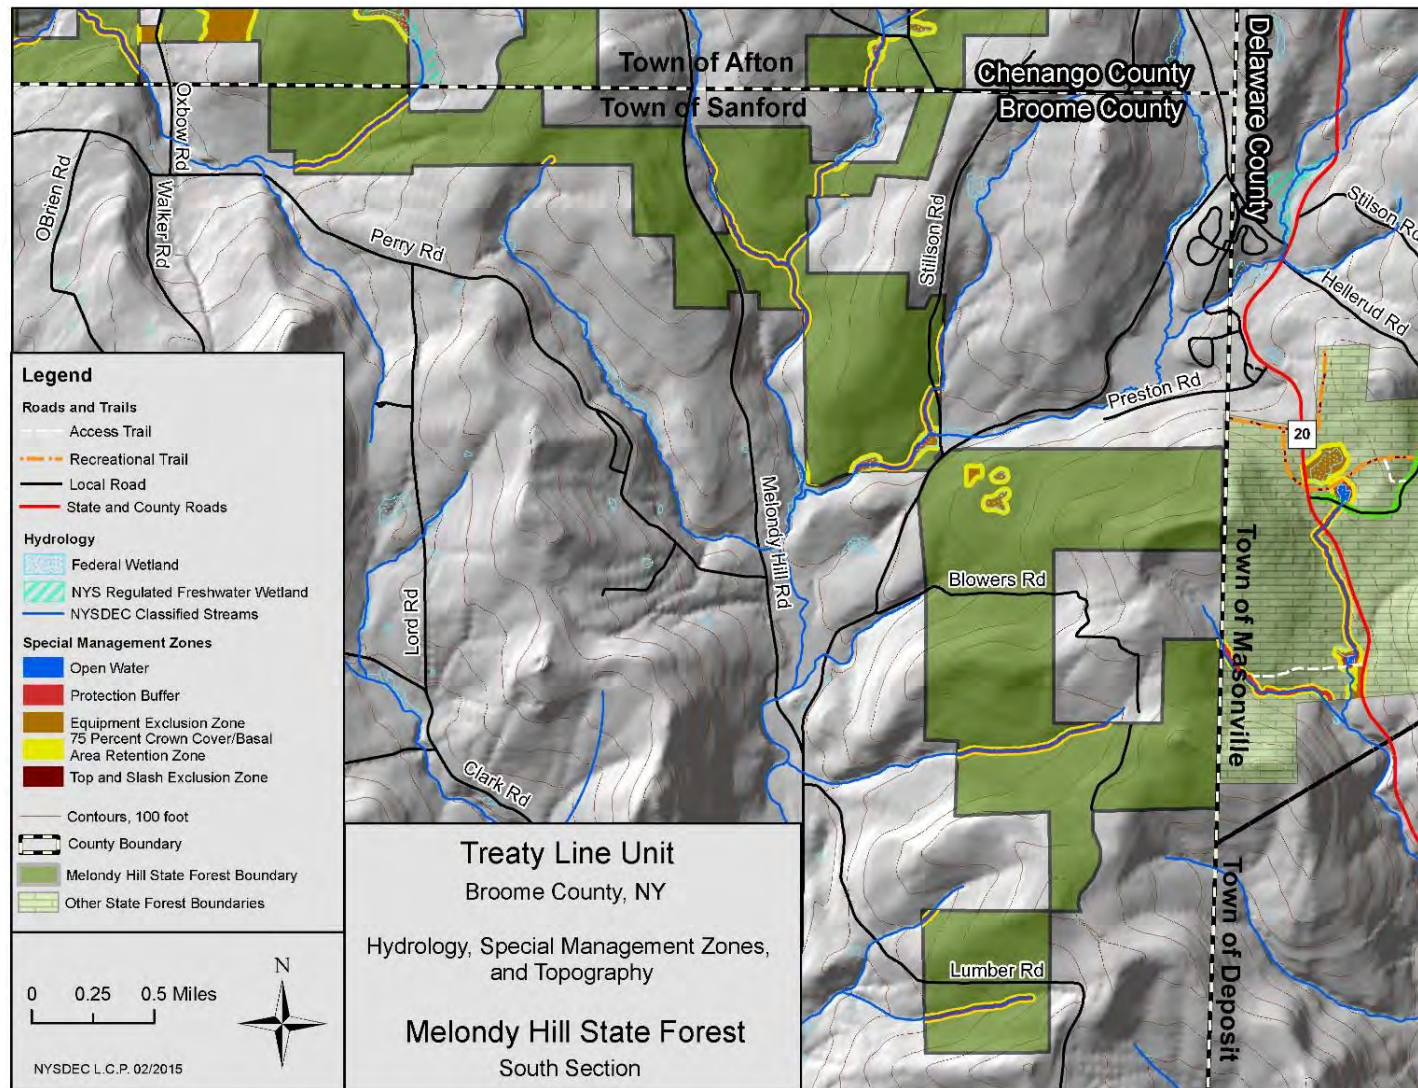 Town of Afton
Chenango County
Delaware County
Town of Sanford
Broome County
Oxbow Rd
OBrien Rd
Walker Rd
Perry Rd
Stillson Rd
Stilson Rd
Hellerud Rd
Preston Rd
20
Melondy Hill Rd
Blowers Rd
Town of Masonville
Lord Rd
Clark Rd
Lumber Rd
Town of Deposit
Legend
Roads and Trails
Access Trail
Recreational Trail
Local Road
State and County Roads
Hydrology
Federal Wetland
NYS Regulated Freshwater Wetland
NYSDEC Classified Streams
Special Management Zones
Open Water
Protection Buffer
Equipment Exclusion Zone
75 Percent Crown Cover/Basal
Area Retention Zone
Top and Slash Exclusion Zone
Contours, 100 foot
County Boundary
Melondy Hill State Forest Boundary
Other State Forest Boundaries
0 0.25 0.5 Miles
N
NYSDEC L.C.P. 02/2015
Treaty Line Unit
Broome County, NY
Hydrology, Special Management Zones,
and Topography
Melondy Hill State Forest
South Section